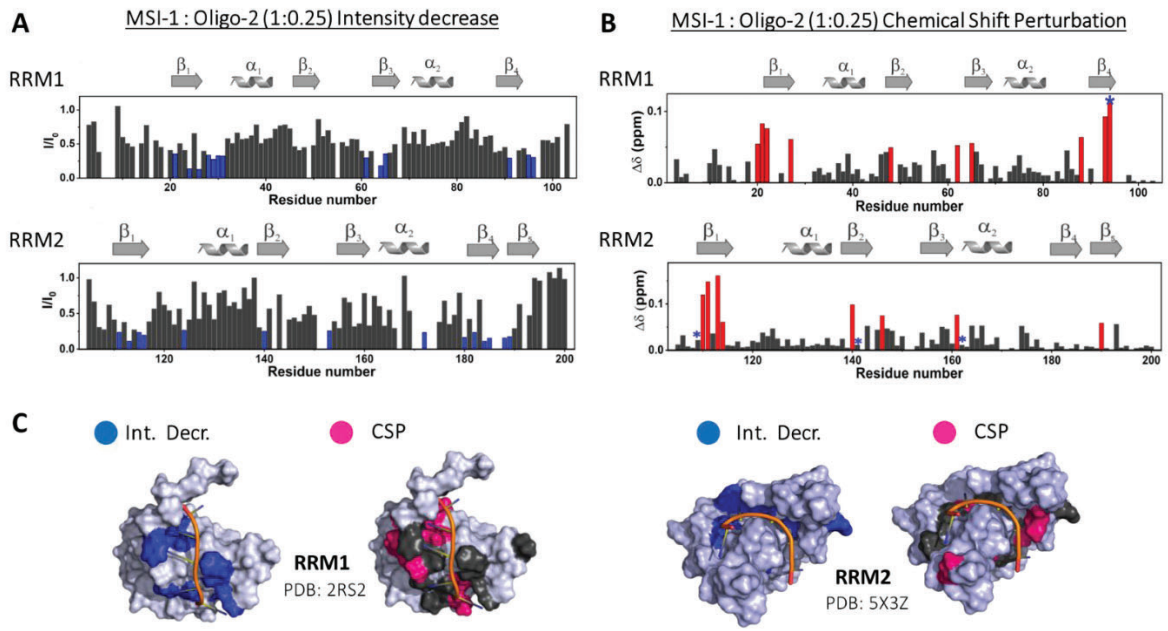 A
MSI-1 : Oligo-2 (1:0.25) Intensity decrease
RRM1
β1 α1 β2 β3 α2 β4
I/I0
1.0
0.5
0.0
20 40 60 80 100
Residue number
RRM2
β1 α1 β2 β3 α2 β4 β5
I/I0
1.0
0.5
0.0
120 140 160 180 200
Residue number
B
MSI-1 : Oligo-2 (1:0.25) Chemical Shift Perturbation
RRM1
β1 α1 β2 β3 α2 β4
Δδ (ppm)
0.1
0.0
*
20 40 60 80 100
Residue number
RRM2
β1 α1 β2 β3 α2 β4 β5
Δδ (ppm)
0.1
0.0
* * *
120 140 160 180 200
Residue number
C
Int. Decr.
CSP
RRM1
PDB: 2RS2
Int. Decr.
CSP
RRM2
PDB: 5X3Z